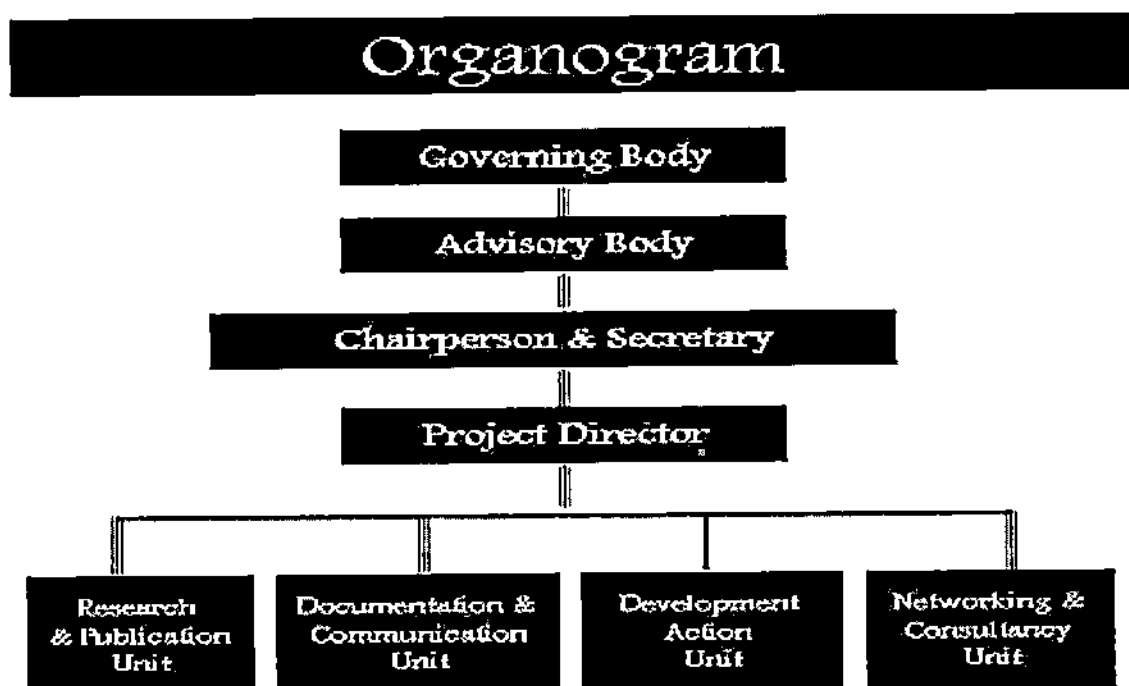 Organogram
Governing Body
Advisory Body
Chairperson & Secretary
Project Director
Research
& Publication
Unit
Documentation &
Communication
Unit
Development
Action
Unit
Networking &
Consultancy
Unit